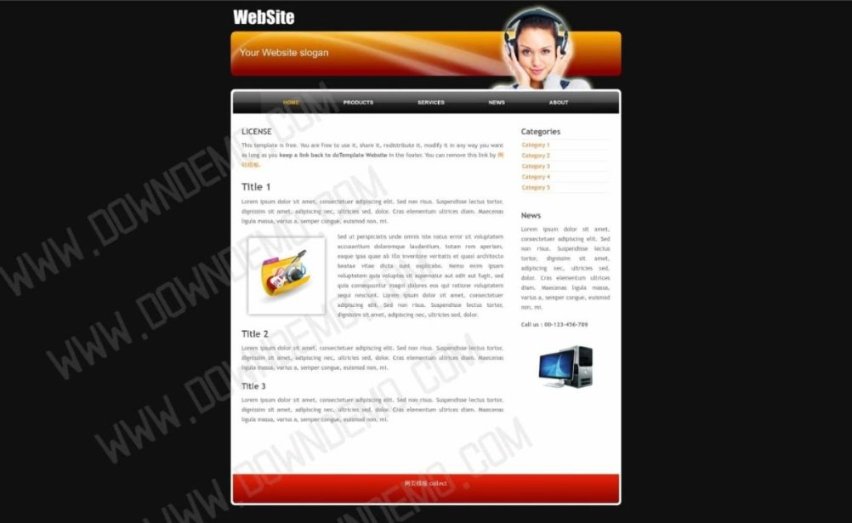 WebSite
Your Website slogan
HOME PRODUCTS SERVICES NEWS ABOUT
LICENSE
This template is free. You are free to use it, share it, redistribute it, modify it in any way you want
as long as you keep a link back to doTemplate Website in the footer. You can remove this link by 网
站模板.
Title 1
Lorem ipsum dolor sit amet, consectetuer adipiscing elit. Sed non risus. Suspendisse lectus tortor,
dignissim sit amet, adipiscing nec, ultricies sed, dolor. Cras elementum ultrices diam. Maecenas
ligula massa, varius a, semper congue, euismod non, mi.
Sed ut perspiciatis unde omnis iste natus error sit voluptatem
accusantium doloremque laudantium, totam rem aperiam,
eaque ipsa quae ab illo inventore veritatis et quasi architecto
beatae vitae dicta sunt explicabo. Nemo enim ipsam
voluptatem quia voluptas sit aspernatur aut odit aut fugit, sed
quia consequuntur magni dolores eos qui ratione voluptatem
sequi nesciunt. Lorem ipsum dolor sit amet, consectetuer
adipiscing elit. Sed non risus. Suspendisse lectus tortor,
dignissim sit amet, adipiscing nec, ultricies sed, dolor.
Title 2
Lorem ipsum dolor sit amet, consectetuer adipiscing elit. Sed non risus. Suspendisse lectus tortor,
dignissim sit amet, adipiscing nec, ultricies sed, dolor. Cras elementum ultrices diam. Maecenas
ligula massa, varius a, semper congue, euismod non, mi.
Title 3
Lorem ipsum dolor sit amet, consectetuer adipiscing elit. Sed non risus. Suspendisse lectus tortor,
dignissim sit amet, adipiscing nec, ultricies sed, dolor. Cras elementum ultrices diam. Maecenas
ligula massa, varius a, semper congue, euismod non, mi.
Categories
Category 1
Category 2
Category 3
Category 4
Category 5
News
Lorem ipsum dolor sit amet,
consectetuer adipiscing elit. Sed
non risus. Suspendisse lectus
tortor, dignissim sit amet,
adipiscing nec, ultricies sed,
dolor. Cras elementum ultrices
diam. Maecenas ligula massa,
varius a, semper congue, euismod
non, mi.
Call us : 00-123-456-789
网页模板 collect
WWW.DOWNDEMO.COM
WWW.DOWNDEMO.COM
WWW.DOWNDEMO.COM
WWW.DOWNDEMO.COM